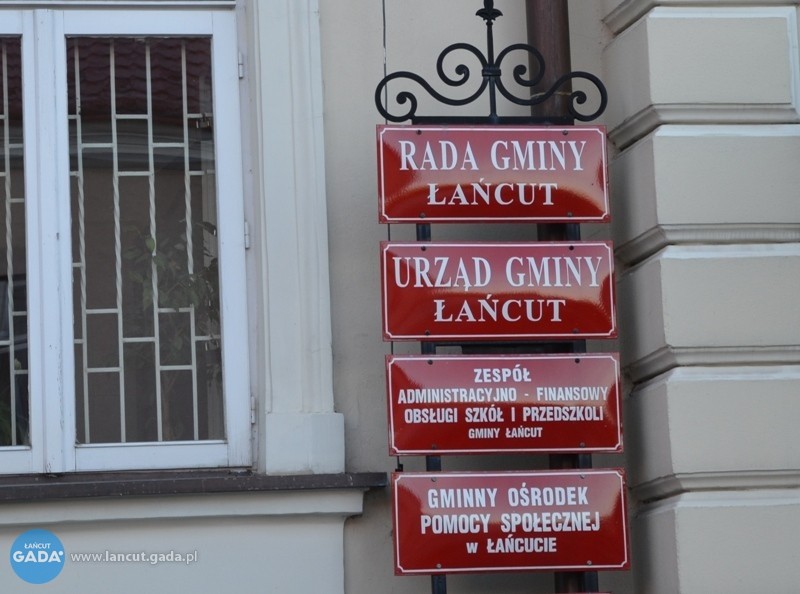 RADA GMINY
ŁAŃCUT
URZĄD GMINY
ŁAŃCUT
ZESPÓŁ
ADMINISTRACYJNO - FINANSOWY
OBSŁUGI SZKÓŁ I PRZEDSZKOLI
GMINY ŁAŃCUT
GMINNY OŚRODEK
POMOCY SPOŁECZNEJ
w ŁAŃCUCIE
ŁAŃCUT
GADA
www.lancut.gada.pl